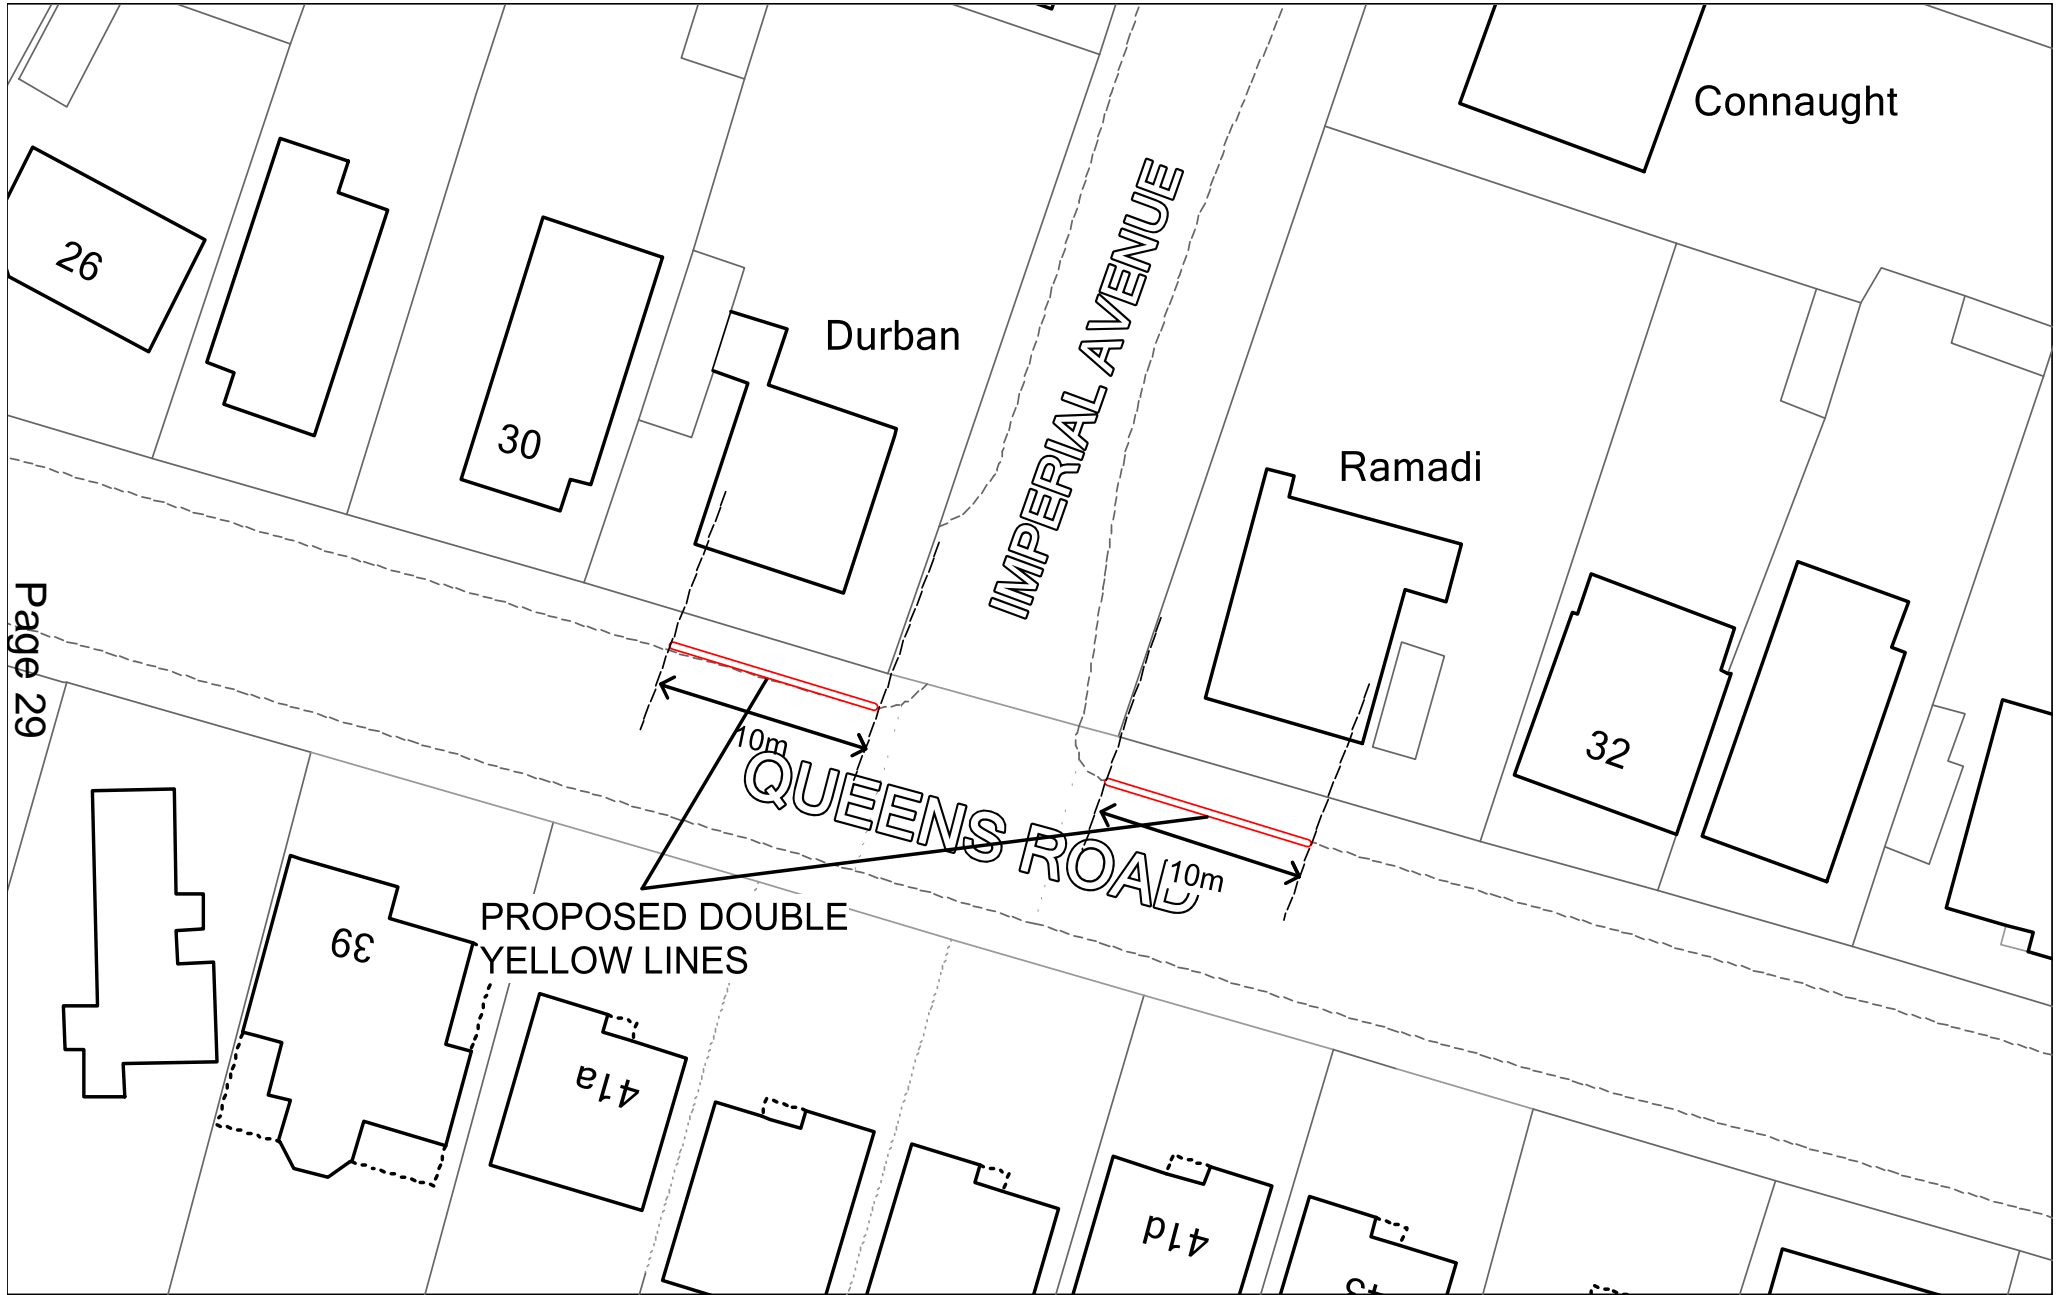 Connaught
26
Durban
30
IMPERIAL AVENUE
Ramadi
Page 29
32
10m
QUEENS ROAD
10m
PROPOSED DOUBLE
YELLOW LINES
39
41a
41d